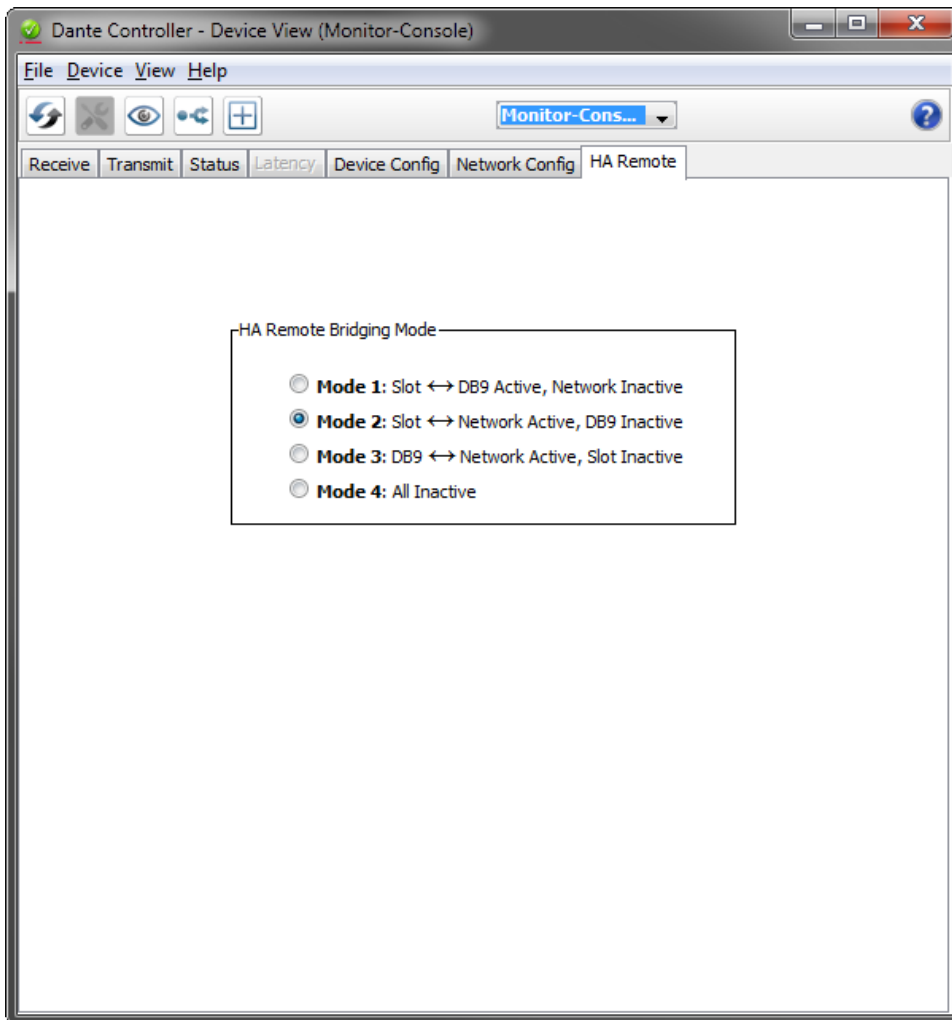 Dante Controller - Device View (Monitor-Console)
File Device View Help
Monitor-Cons...
?
Receive Transmit Status Latency Device Config Network Config HA Remote
HA Remote Bridging Mode
Mode 1: Slot ↔ DB9 Active, Network Inactive
Mode 2: Slot ↔ Network Active, DB9 Inactive
Mode 3: DB9 ↔ Network Active, Slot Inactive
Mode 4: All Inactive